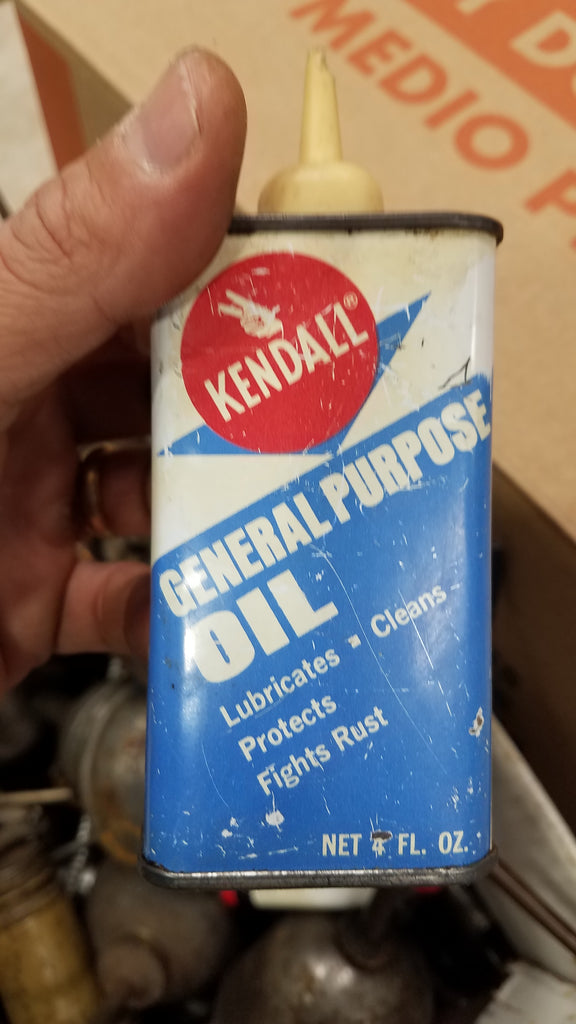 MEDIO P
KENDALL®
GENERAL PURPOSE
OIL
Lubricates - Cleans
Protects
Fights Rust
NET 4 FL. OZ.